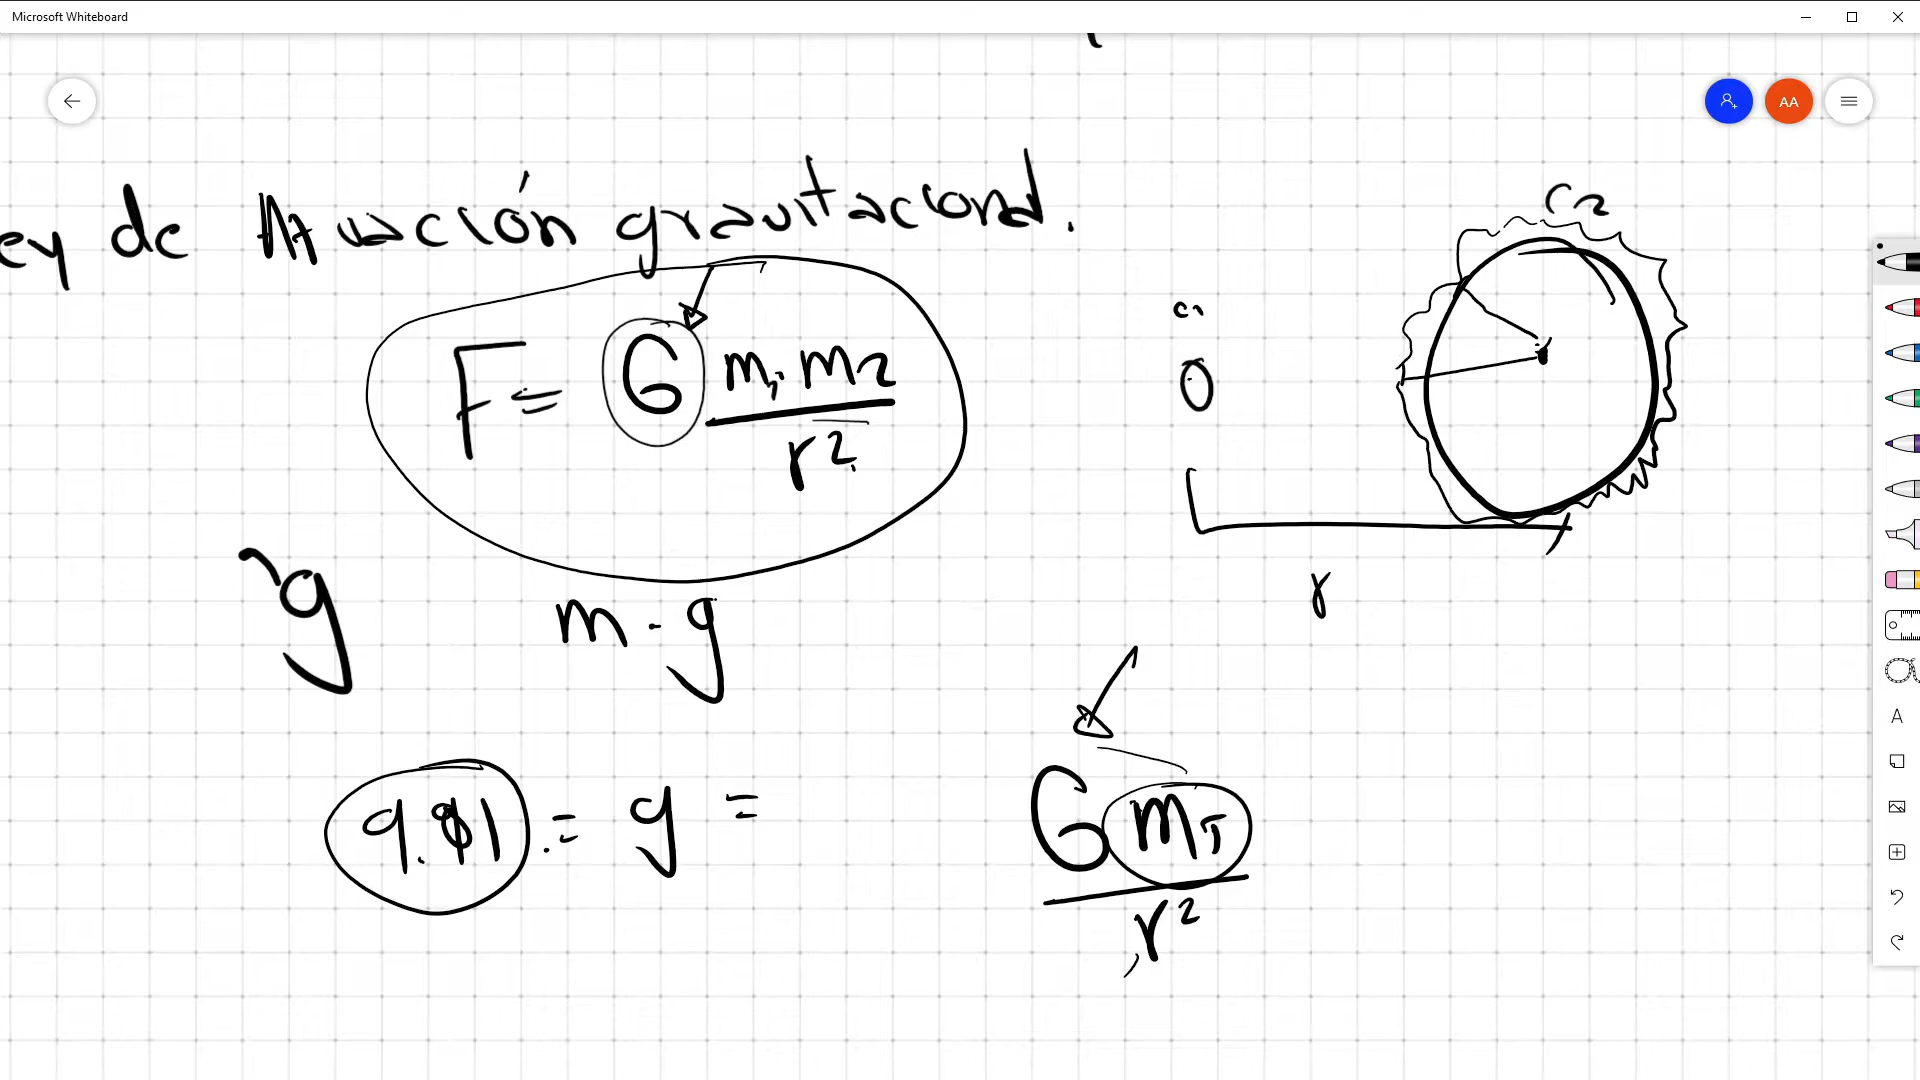 Microsoft Whiteboard
AA
ey de Atracción gravitacional.
C2
C1
F = G m1 . m2
r2
g
m . g
r
9.81 = g = G mT
r2
A